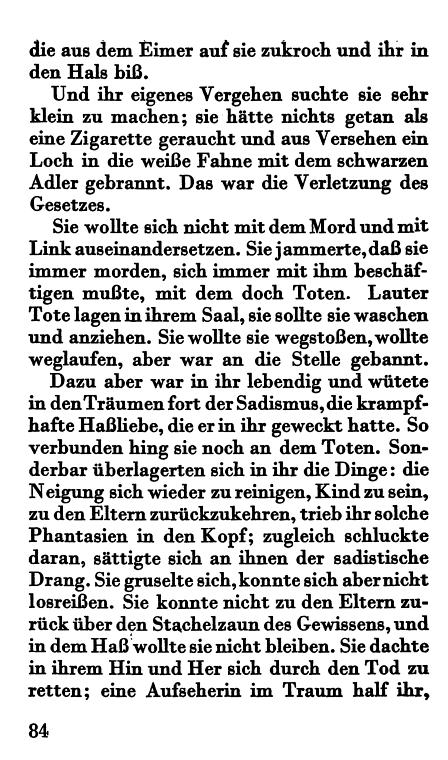 die aus dem Eimer auf sie zukroch und ihr in
den Hals biß.
Und ihr eigenes Vergehen suchte sie sehr
klein zu machen; sie hätte nichts getan als
eine Zigarette geraucht und aus Versehen ein
Loch in die weiße Fahne mit dem schwarzen
Adler gebrannt. Das war die Verletzung des
Gesetzes.
Sie wollte sich nicht mit dem Mord und mit
Link auseinandersetzen. Sie jammerte, daß sie
immer morden, sich immer mit ihm beschäf-
tigen mußte, mit dem doch Toten. Lauter
Tote lagen in ihrem Saal, sie sollte sie waschen
und anziehen. Sie wollte sie wegstoßen, wollte
weglaufen, aber war an die Stelle gebannt.
Dazu aber war in ihr lebendig und wütete
in den Träumen fort der Sadismus, die krampf-
hafte Haßliebe, die er in ihr geweckt hatte. So
verbunden hing sie noch an dem Toten. Son-
derbar überlagerten sich in ihr die Dinge: die
Neigung sich wieder zu reinigen, Kind zu sein,
zu den Eltern zurückzukehren, trieb ihr solche
Phantasien in den Kopf; zugleich schluckte
daran, sättigte sich an ihnen der sadistische
Drang. Sie gruselte sich, konnte sich aber nicht
losreißen. Sie konnte nicht zu den Eltern zu-
rück über den Stachelzaun des Gewissens, und
in dem Haß wollte sie nicht bleiben. Sie dachte
in ihrem Hin und Her sich durch den Tod zu
retten; eine Aufseherin im Traum half ihr,
84